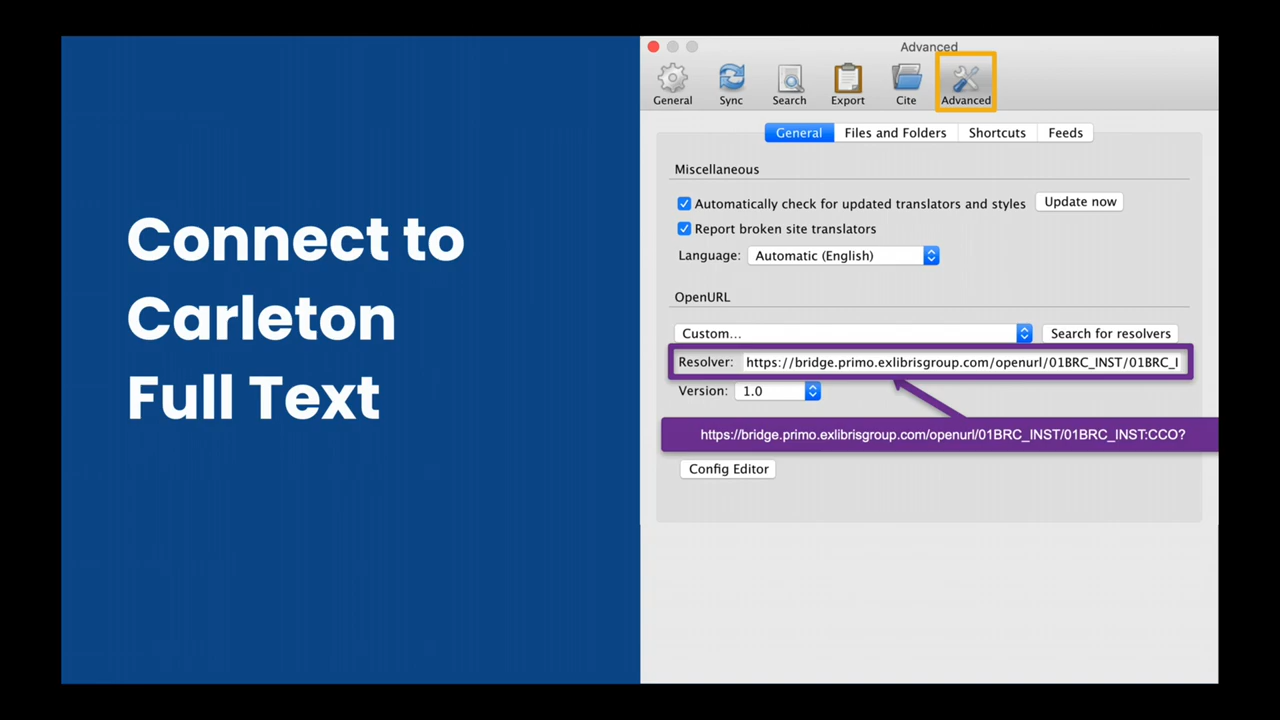 Connect to
Carleton
Full Text
Advanced
General Sync Search Export Cite Advanced
General Files and Folders Shortcuts Feeds
Miscellaneous
Automatically check for updated translators and styles Update now
Report broken site translators
Language: Automatic (English)
OpenURL
Custom... Search for resolvers
Resolver: https://bridge.primo.exlibrisgroup.com/openurl/01BRC_INST/01BRC_I
Version: 1.0
https://bridge.primo.exlibrisgroup.com/openurl/01BRC_INST/01BRC_INST:CCO?
Config Editor